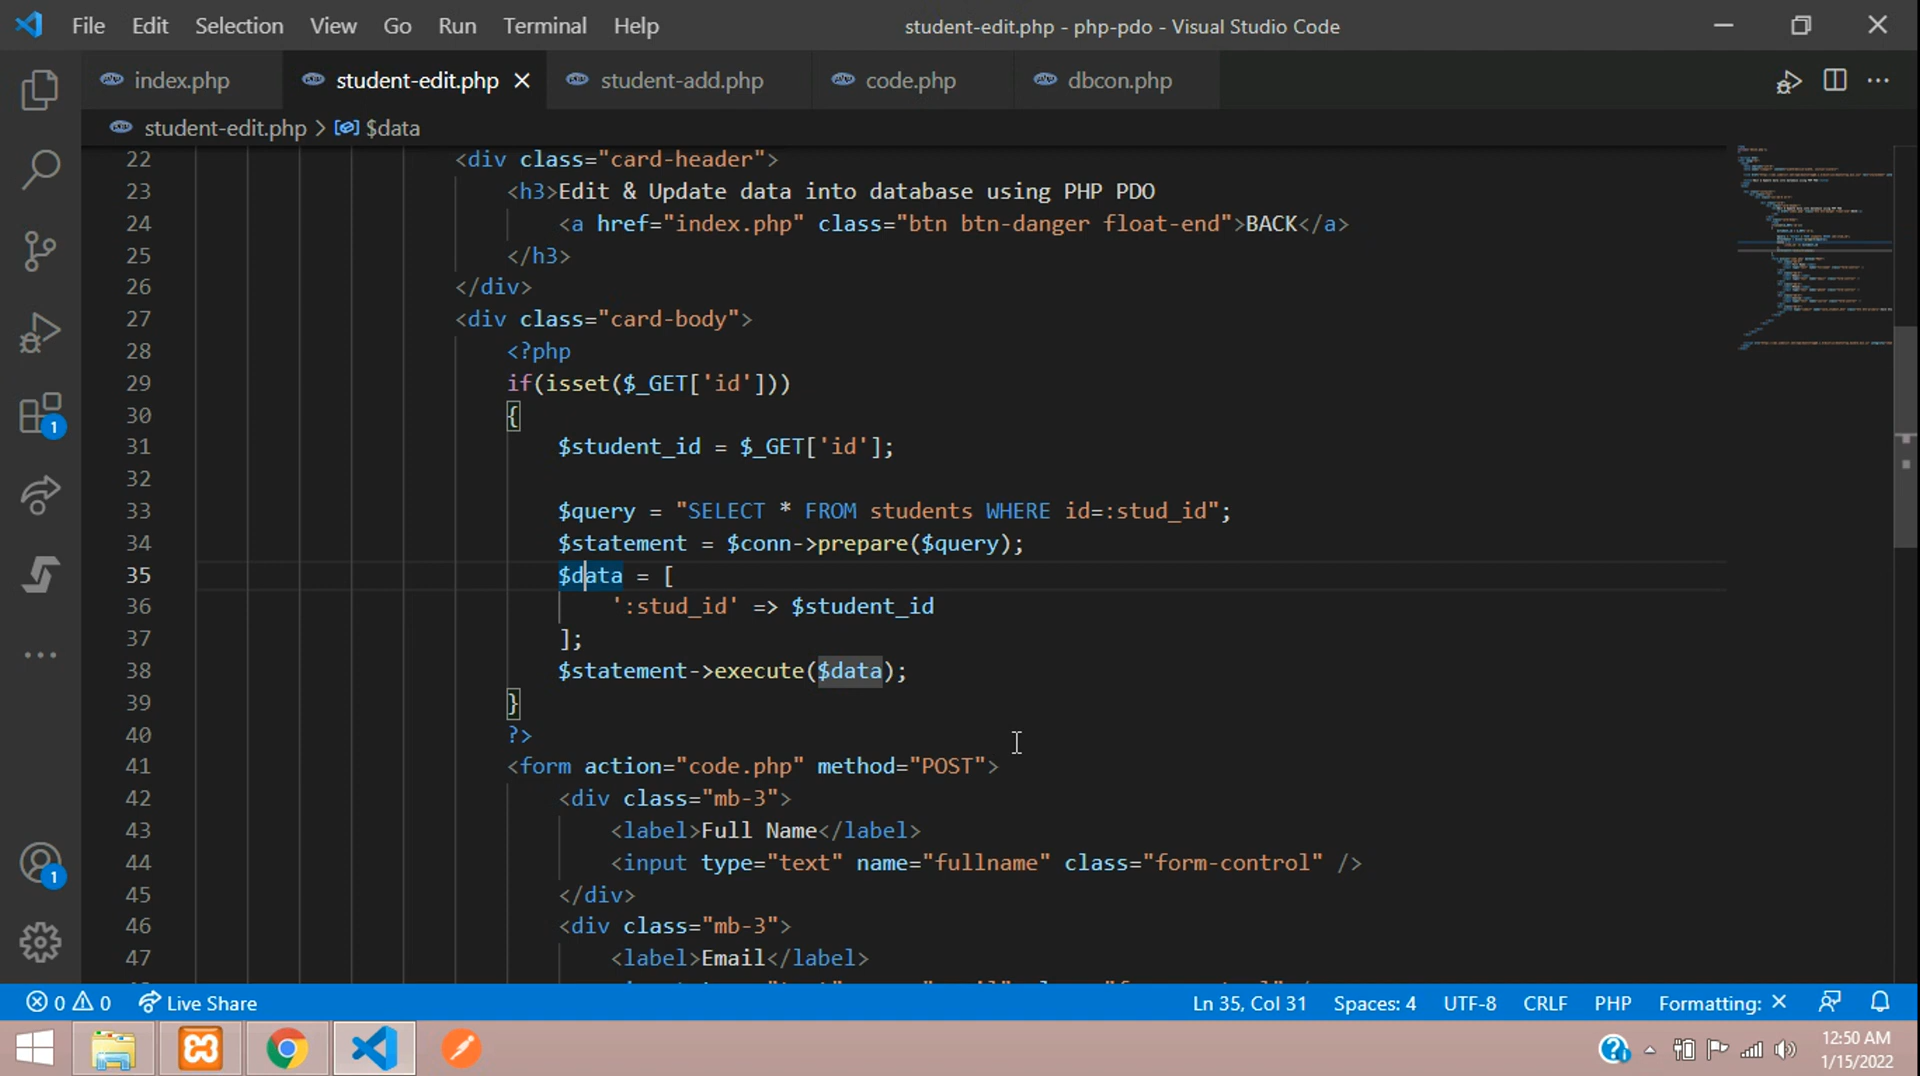 File Edit Selection View Go Run Terminal Help student-edit.php - php-pdo - Visual Studio Code
index.php student-edit.php student-add.php code.php dbcon.php
student-edit.php > $data
22 <div class="card-header">
23 <h3>Edit & Update data into database using PHP PDO
24 <a href="index.php" class="btn btn-danger float-end">BACK</a>
25 </h3>
26 </div>
27 <div class="card-body">
28 <?php
29 if(isset($_GET['id']))
30 {
31 $student_id = $_GET['id'];
32
33 $query = "SELECT * FROM students WHERE id=:stud_id";
34 $statement = $conn->prepare($query);
35 $data = [
36 ':stud_id' => $student_id
37 ];
38 $statement->execute($data);
39 }
40 ?>
41 <form action="code.php" method="POST">
42 <div class="mb-3">
43 <label>Full Name</label>
44 <input type="text" name="fullname" class="form-control" />
45 </div>
46 <div class="mb-3">
47 <label>Email</label>
1
1
0 0 Live Share Ln 35, Col 31 Spaces: 4 UTF-8 CRLF PHP Formatting: ×
12:50 AM
1/15/2022